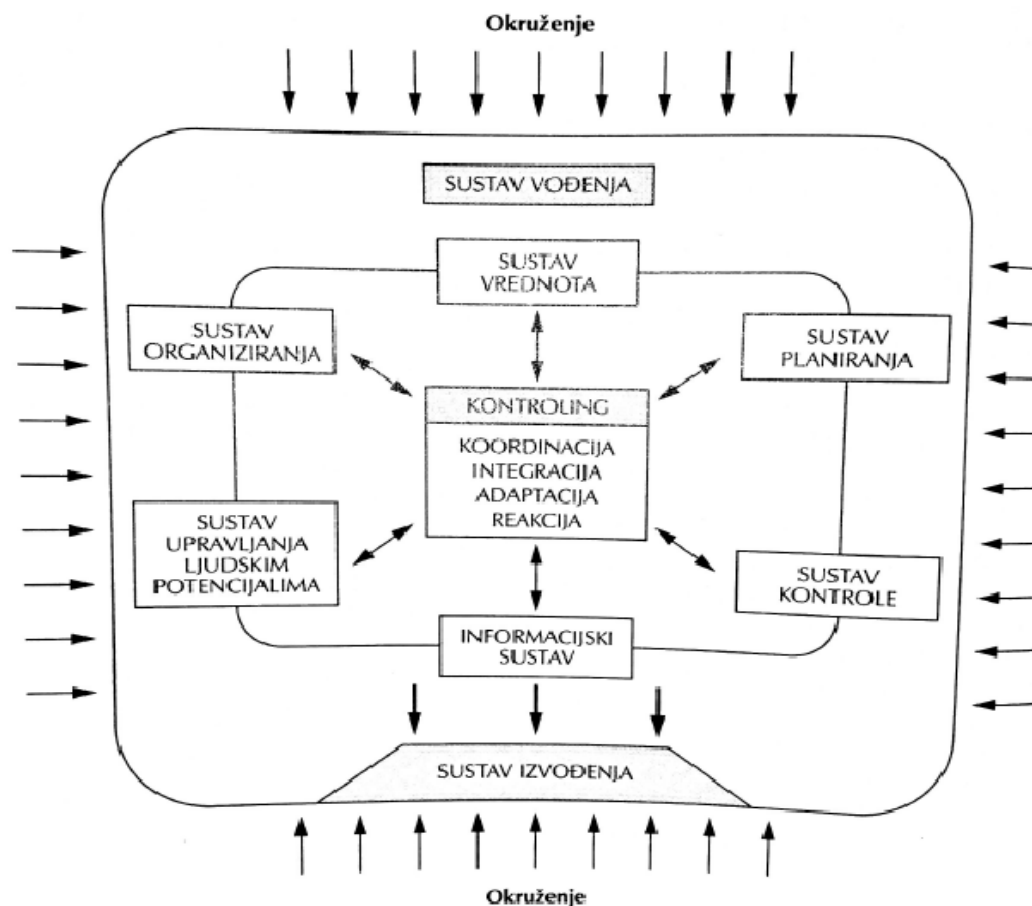 Okruženje
SUSTAV VOĐENJA
SUSTAV
VREDNOTA
SUSTAV
ORGANIZIRANJA
SUSTAV
PLANIRANJA
KONTROLING
KOORDINACIJA
INTEGRACIJA
ADAPTACIJA
REAKCIJA
SUSTAV
UPRAVLJANJA
LJUDSKIM
POTENCIJALIMA
SUSTAV
KONTROLE
INFORMACIJSKI
SUSTAV
SUSTAV IZVOĐENJA
Okruženje